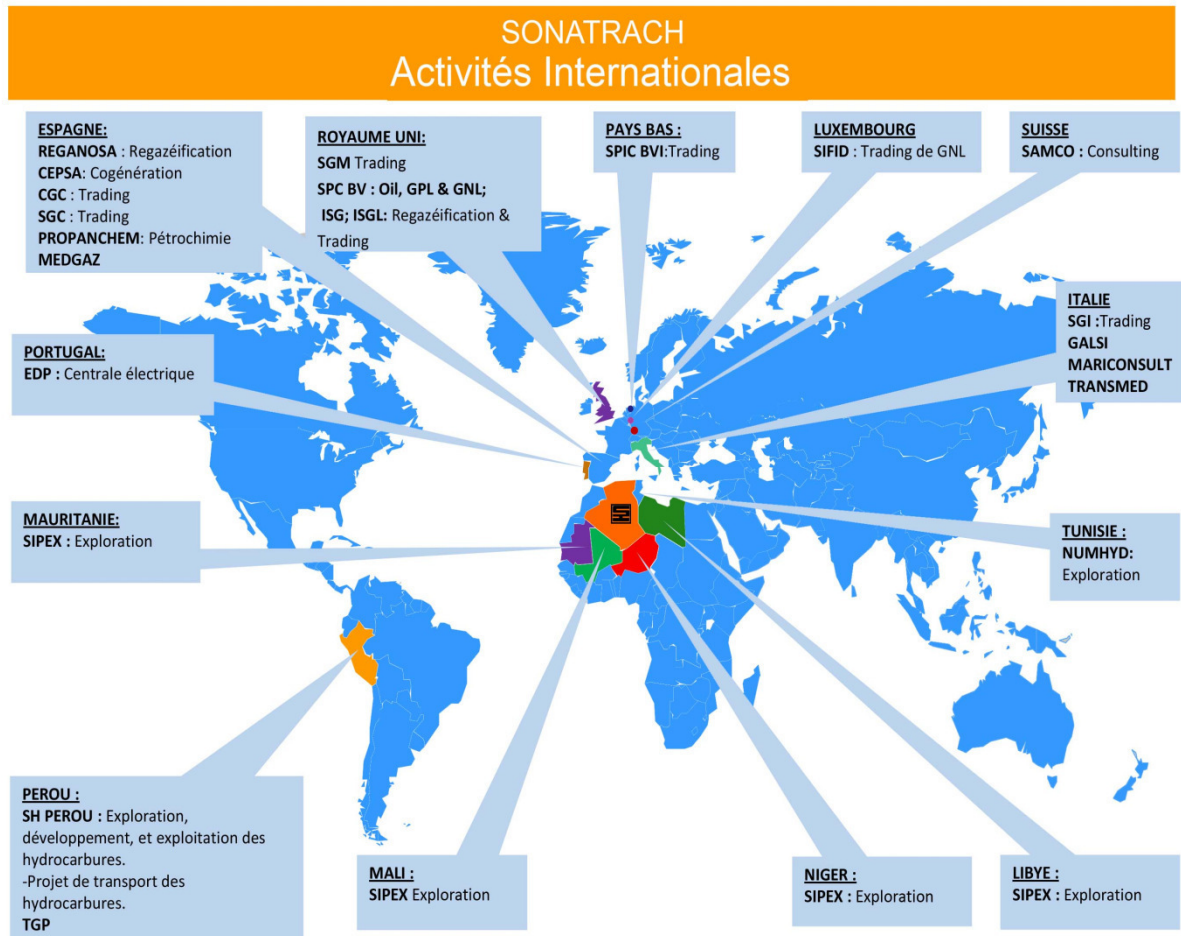 SONATRACH
Activités Internationales
ESPAGNE:
REGANOSA : Regazéification
CEPSA: Cogénération
CGC : Trading
SGC : Trading
PROPANCHEM: Pétrochimie
MEDGAZ
ROYAUME UNI:
SGM Trading
SPC BV : Oil, GPL & GNL;
ISG; ISGL: Regazéification &
Trading
PAYS BAS :
SPIC BVI:Trading
LUXEMBOURG
SIFID : Trading de GNL
SUISSE
SAMCO : Consulting
ITALIE
SGI :Trading
GALSI
MARICONSULT
TRANSMED
PORTUGAL:
EDP : Centrale électrique
MAURITANIE:
SIPEX : Exploration
TUNISIE :
NUMHYD:
Exploration
PEROU :
SH PEROU : Exploration,
développement, et exploitation des
hydrocarbures.
-Projet de transport des
hydrocarbures.
TGP
MALI :
SIPEX Exploration
NIGER :
SIPEX : Exploration
LIBYE :
SIPEX : Exploration